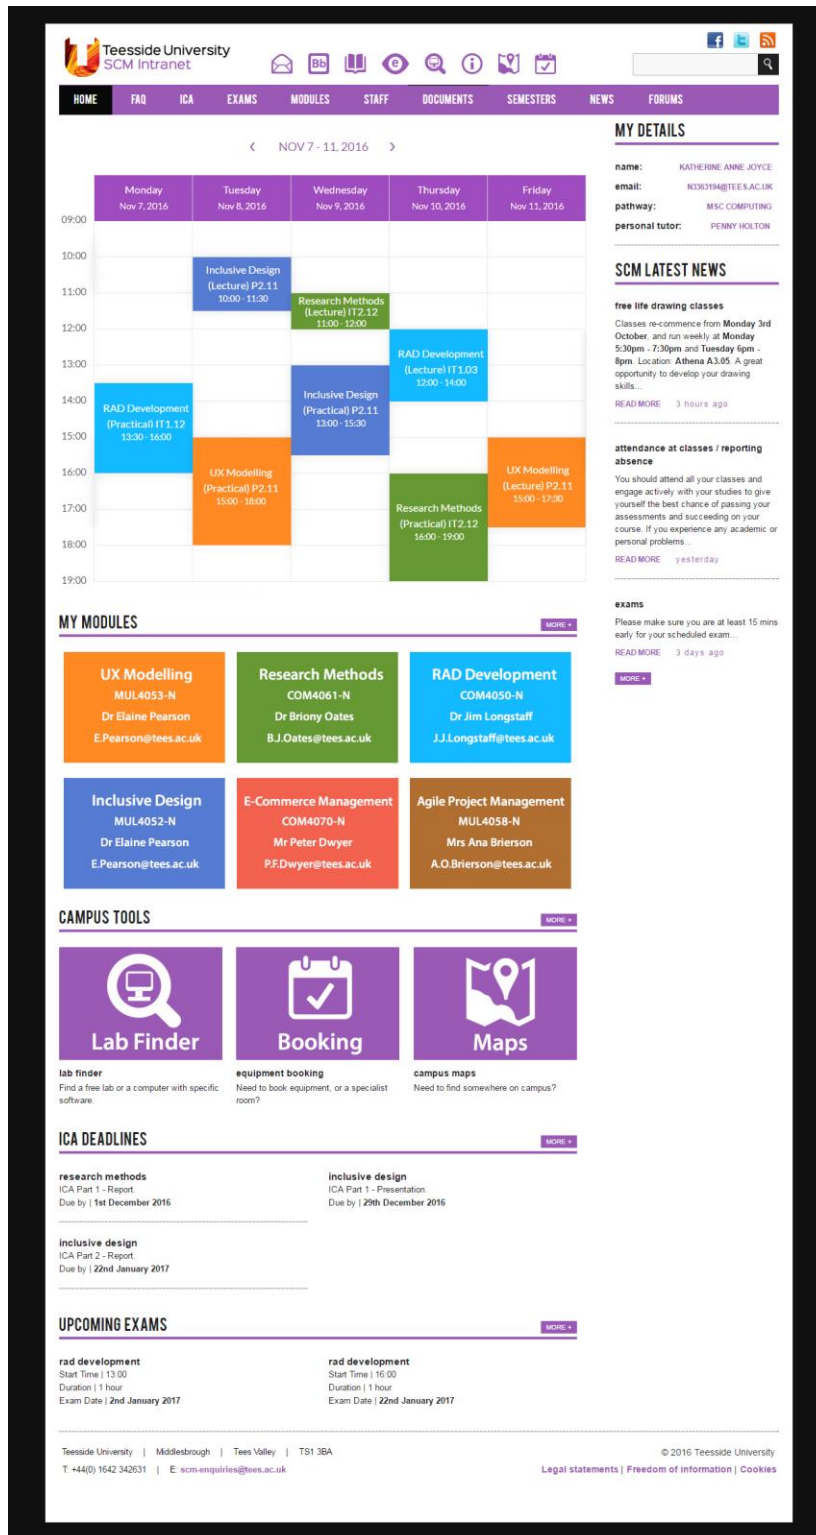 Teesside University
SCM Intranet
Bb
HOME FAQ ICA EXAMS MODULES STAFF DOCUMENTS SEMESTERS NEWS FORUMS
NOV 7 - 11, 2016
Monday Tuesday Wednesday Thursday Friday
Nov 7, 2016 Nov 8, 2016 Nov 9, 2016 Nov 10, 2016 Nov 11, 2016
09:00
10:00
11:00
12:00
13:00
14:00
15:00
16:00
17:00
18:00
19:00
RAD Development
(Practical) IT1.12
13:30 - 16:00
Inclusive Design
(Lecture) P2.11
10:00 - 11:30
UX Modelling
(Practical) P2.11
15:00 - 18:00
Research Methods
(Lecture) IT2.12
11:00 - 12:00
Inclusive Design
(Practical) P2.11
13:00 - 15:30
RAD Development
(Lecture) IT1.03
12:00 - 14:00
Research Methods
(Practical) IT2.12
16:00 - 19:00
UX Modelling
(Lecture) P2.11
15:00 - 17:30
MY MODULES
MORE +
UX Modelling
MUL4053-N
Dr Elaine Pearson
E.Pearson@tees.ac.uk
Research Methods
COM4061-N
Dr Briony Oates
B.J.Oates@tees.ac.uk
RAD Development
COM4050-N
Dr Jim Longstaff
J.J.Longstaff@tees.ac.uk
Inclusive Design
MUL4052-N
Dr Elaine Pearson
E.Pearson@tees.ac.uk
E-Commerce Management
COM4070-N
Mr Peter Dwyer
P.F.Dwyer@tees.ac.uk
Agile Project Management
MUL4058-N
Mrs Ana Brierson
A.O.Brierson@tees.ac.uk
CAMPUS TOOLS
MORE +
Lab Finder
lab finder
Find a free lab or a computer with specific
software.
Booking
equipment booking
Need to book equipment, or a specialist
room?
Maps
campus maps
Need to find somewhere on campus?
ICA DEADLINES
MORE +
research methods
ICA Part 1 - Report.
Due by | 1st December 2016
inclusive design
ICA Part 1 - Presentation.
Due by | 29th December 2016
inclusive design
ICA Part 2 - Report.
Due by | 22nd January 2017
UPCOMING EXAMS
MORE +
rad development
Start Time | 13:00
Duration | 1 hour
Exam Date | 2nd January 2017
rad development
Start Time | 16:00
Duration | 1 hour
Exam Date | 22nd January 2017
MY DETAILS
name: KATHERINE ANNE JOYCE
email: N3363194@TEES.AC.UK
pathway: MSC COMPUTING
personal tutor: PENNY HOLTON
SCM LATEST NEWS
free life drawing classes
Classes re-commence from Monday 3rd
October, and run weekly at Monday
5:30pm - 7:30pm and Tuesday 6pm -
8pm. Location: Athena A3.05. A great
opportunity to develop your drawing
skills...
READ MORE 3 hours ago
attendance at classes / reporting
absence
You should attend all your classes and
engage actively with your studies to give
yourself the best chance of passing your
assessments and succeeding on your
course. If you experience any academic or
personal problems...
READ MORE yesterday
exams
Please make sure you are at least 15 mins
early for your scheduled exam...
READ MORE 3 days ago
MORE +
Teesside University | Middlesbrough | Tees Valley | TS1 3BA
T: +44(0) 1642 342631 | E: scm-enquiries@tees.ac.uk
© 2016 Teesside University
Legal statements | Freedom of information | Cookies